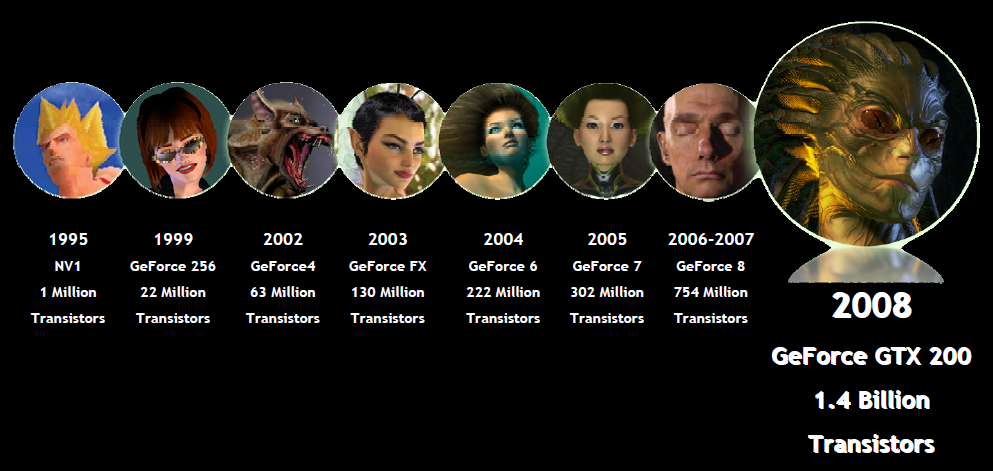 1995
NV1
1 Million
Transistors
1999
GeForce 256
22 Million
Transistors
2002
GeForce4
63 Million
Transistors
2003
GeForce FX
130 Million
Transistors
2004
GeForce 6
222 Million
Transistors
2005
GeForce 7
302 Million
Transistors
2006-2007
GeForce 8
754 Million
Transistors
2008
GeForce GTX 200
1.4 Billion
Transistors